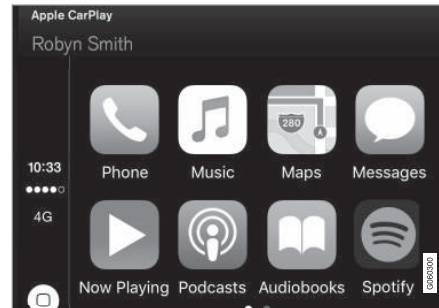 Apple CarPlay
Robyn Smith
280
10:33
4G
Phone Music Maps Messages
Now Playing Podcasts Audiobooks Spotify
G060300